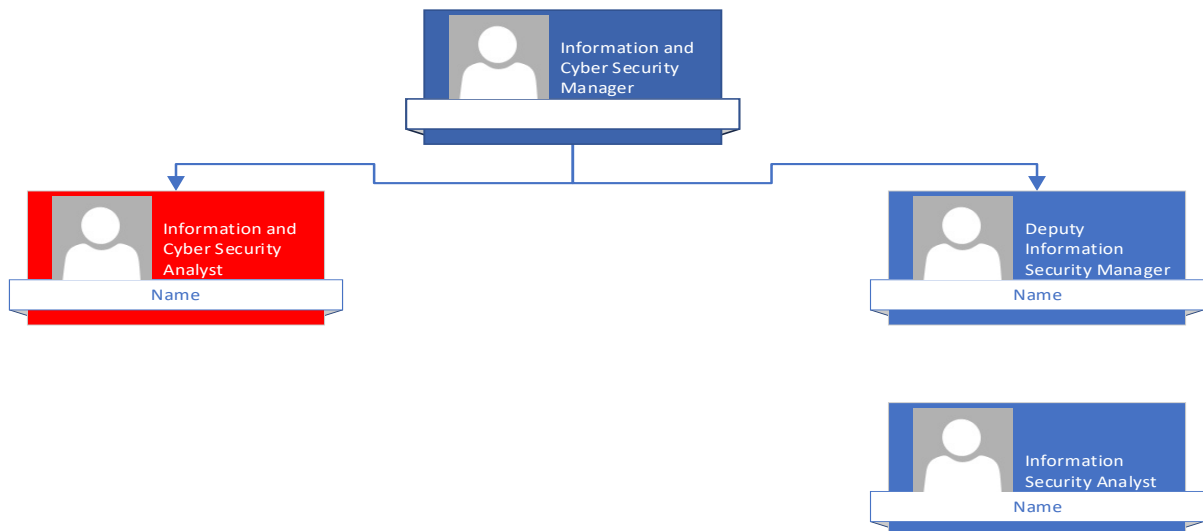 Information and
Cyber Security
Manager
Information and
Cyber Security
Analyst
Name
Deputy
Information
Security Manager
Name
Information
Security Analyst
Name